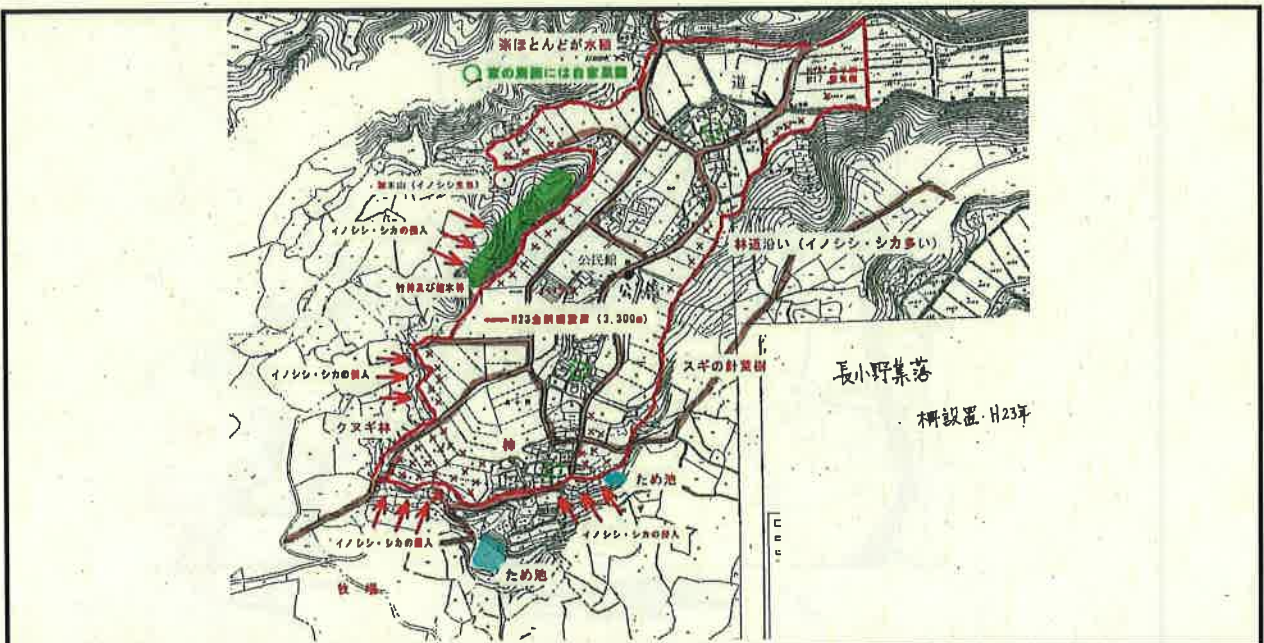 ※ほとんどが水稲
家の周囲には自家菜園
道
雑木山（イノシシ生息）
イノシシ・シカの侵入
竹林及び雑木林
公民館
林道沿い（イノシシ・シカ多い）
H23金網柵設置（3,300m）
イノシシ・シカの侵入
スギの針葉樹
クヌギ林
柿
ため池
イノシシ・シカの侵入
イノシシ・シカの侵入
ため池
牧場
長小野集落
柵設置・H23年